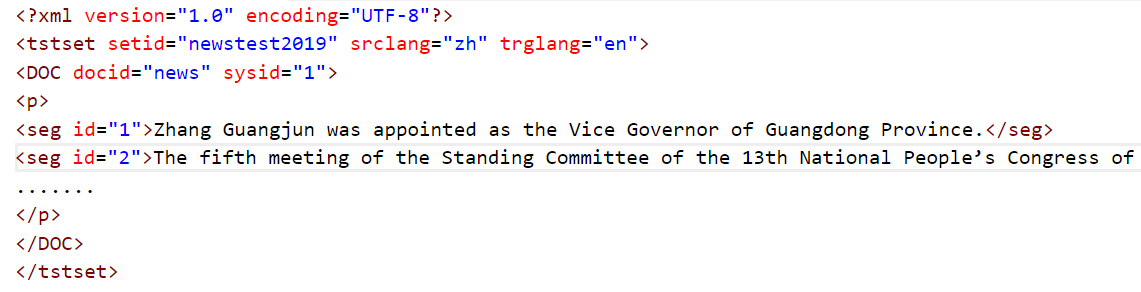 <?xml version="1.0" encoding="UTF-8"?>
<tstset setid="newstest2019" srclang="zh" trglang="en">
<DOC docid="news" sysid="1">
<p>
<seg id="1">Zhang Guangjun was appointed as the Vice Governor of Guangdong Province.</seg>
<seg id="2">The fifth meeting of the Standing Committee of the 13th National People’s Congress of
.......
</p>
</DOC>
</tstset>